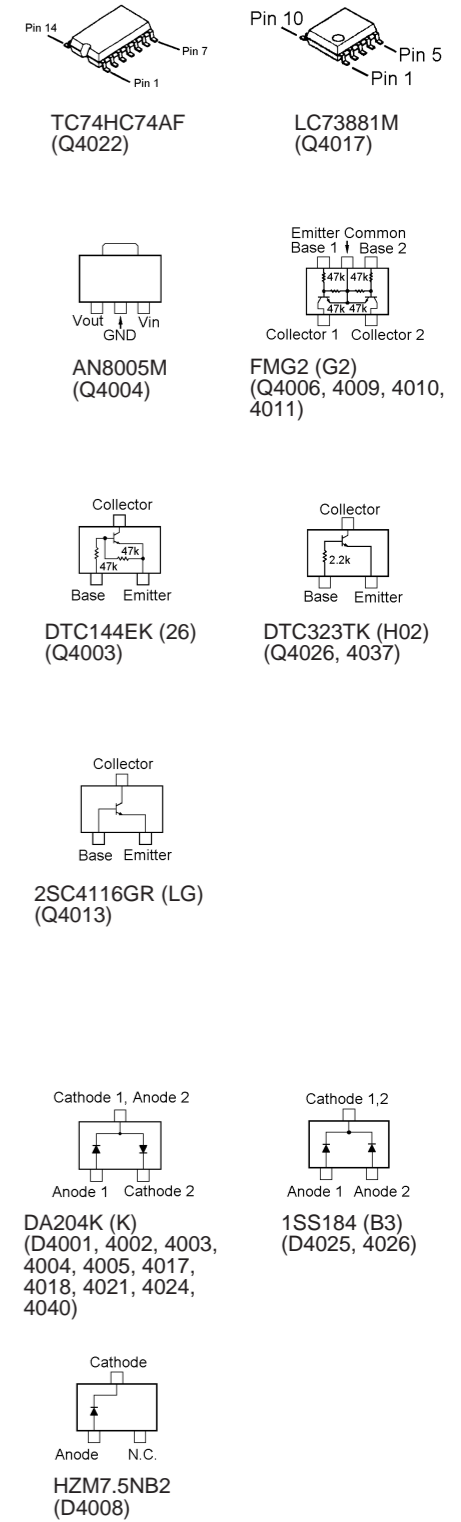 Pin 14
Pin 7
Pin 1
TC74HC74AF
(Q4022)
Pin 10
Pin 5
Pin 1
LC73881M
(Q4017)
Vout
GND
Vin
AN8005M
(Q4004)
Emitter Common
Base 1 Base 2
47k 47k
47k 47k
Collector 1 Collector 2
FMG2 (G2)
(Q4006, 4009, 4010,
4011)
Collector
47k
47k
Base Emitter
DTC144EK (26)
(Q4003)
Collector
2.2k
Base Emitter
DTC323TK (H02)
(Q4026, 4037)
Collector
Base Emitter
2SC4116GR (LG)
(Q4013)
Cathode 1, Anode 2
Anode 1 Cathode 2
DA204K (K)
(D4001, 4002, 4003,
4004, 4005, 4017,
4018, 4021, 4024,
4040)
Cathode 1,2
Anode 1 Anode 2
1SS184 (B3)
(D4025, 4026)
Cathode
Anode N.C.
HZM7.5NB2
(D4008)